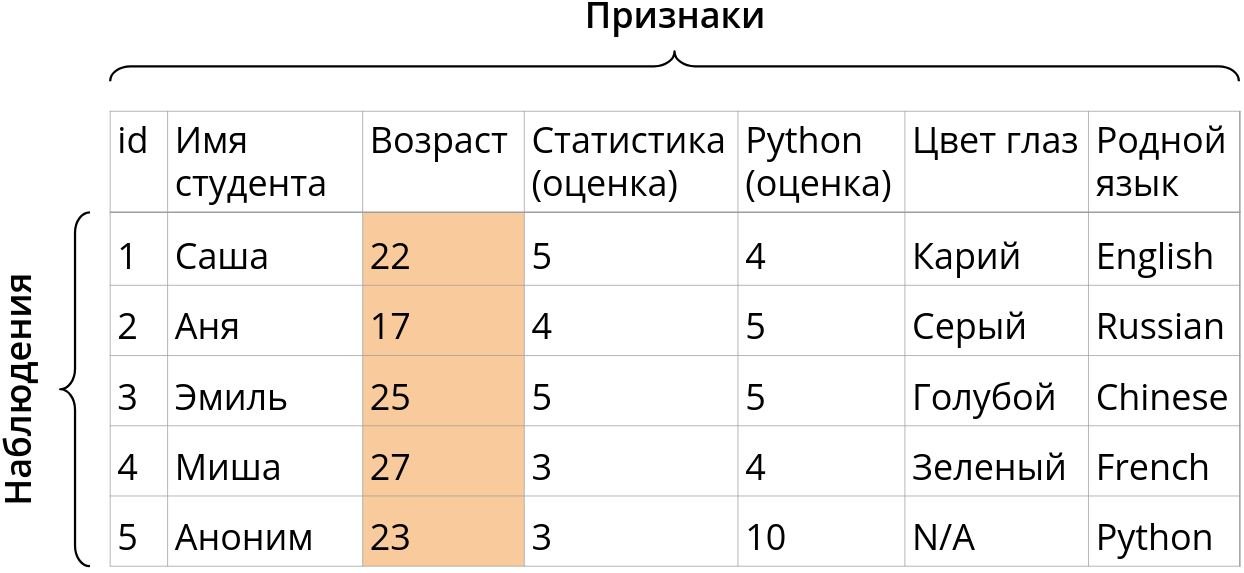 Признаки
id Имя студента Возраст Статистика (оценка) Python (оценка) Цвет глаз Родной язык
Наблюдения
1 Саша 22 5 4 Карий English
2 Аня 17 4 5 Серый Russian
3 Эмиль 25 5 5 Голубой Chinese
4 Миша 27 3 4 Зеленый French
5 Аноним 23 3 10 N/A Python